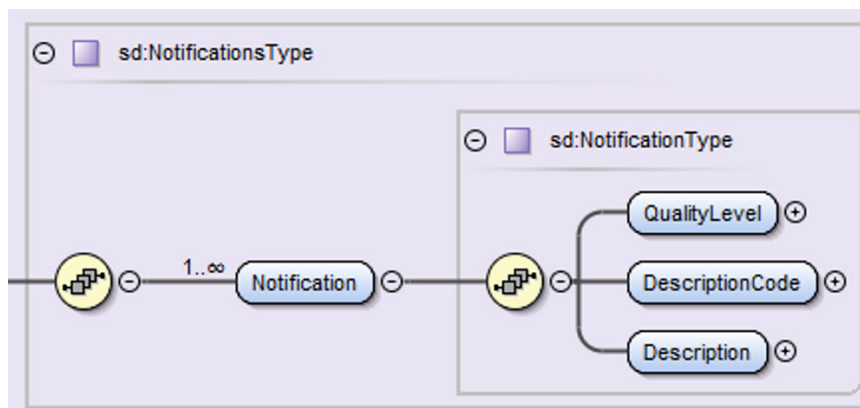 sd:NotificationsType
sd:NotificationType
QualityLevel
1..∞
Notification
DescriptionCode
Description